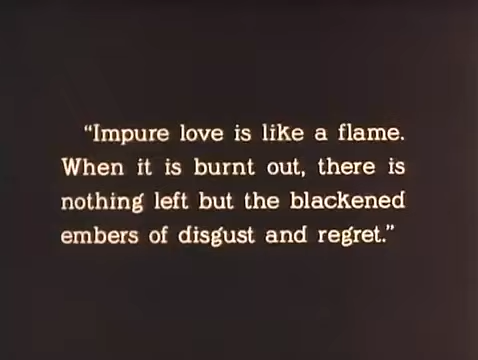 “Impure love is like a flame.
When it is burnt out, there is
nothing left but the blackened
embers of disgust and regret.”